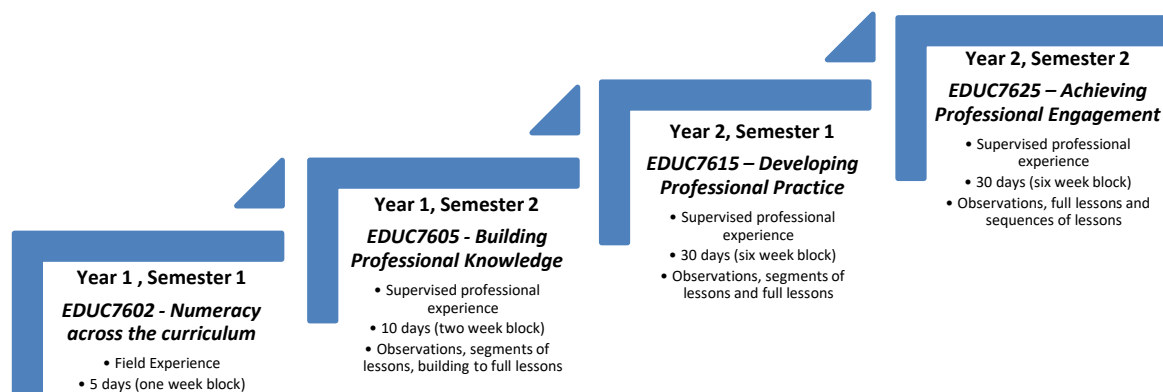 Year 1 , Semester 1
EDUC7602 - Numeracy
across the curriculum
• Field Experience
• 5 days (one week block)
Year 1, Semester 2
EDUC7605 - Building
Professional Knowledge
• Supervised professional
experience
• 10 days (two week block)
• Observations, segments of
lessons, building to full lessons
Year 2, Semester 1
EDUC7615 – Developing
Professional Practice
• Supervised professional
experience
• 30 days (six week block)
• Observations, segments of
lessons and full lessons
Year 2, Semester 2
EDUC7625 – Achieving
Professional Engagement
• Supervised professional
experience
• 30 days (six week block)
• Observations, full lessons and
sequences of lessons